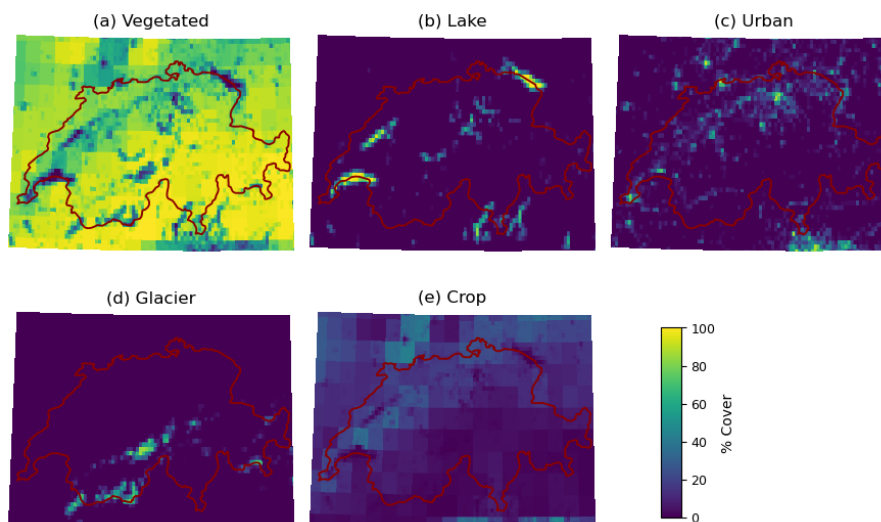 (a) Vegetated
(b) Lake
(c) Urban
(d) Glacier
(e) Crop
100
80
60
40
20
0
% Cover